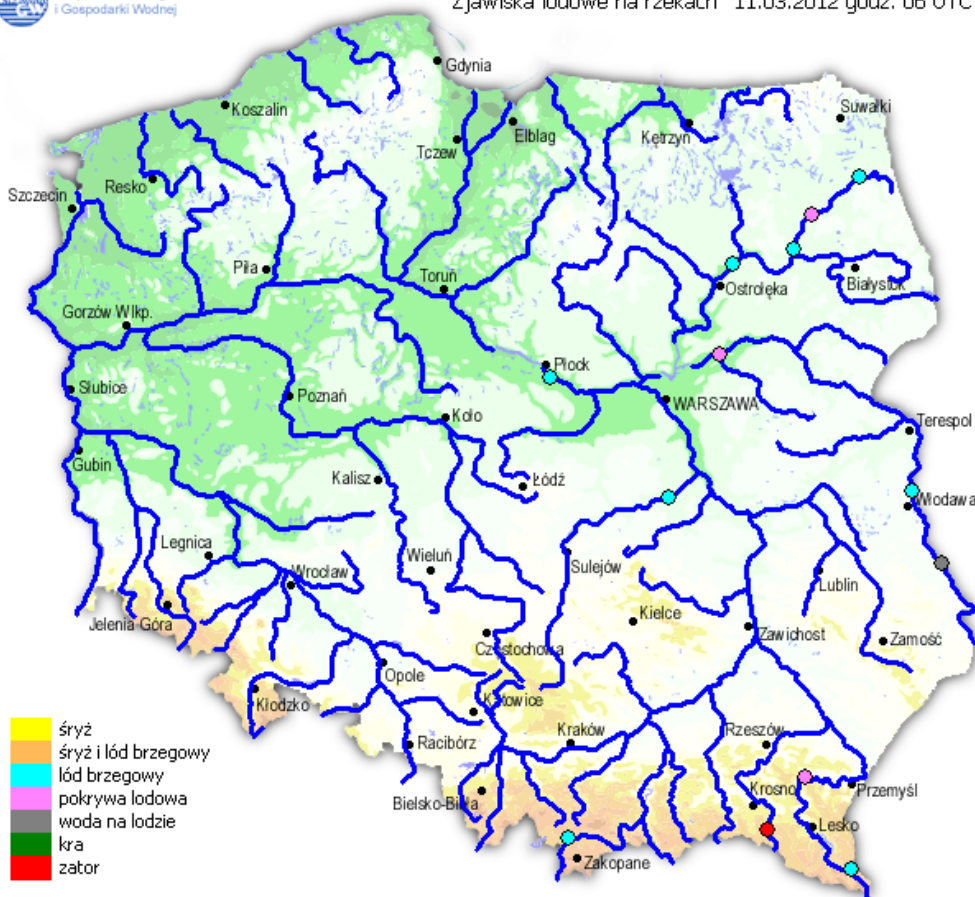 i Gospodarki Wodnej
Zjawiska lodowe na rzekach 11.03.2012 godz. 06 UTC
Gdynia
Koszalin
Suwałki
Elbląg
Kętrzyn
Tczew
Resko
Szczecin
Piła
Toruń
Białystok
Ostrołęka
Gorzów Wlkp.
Płock
Słubice
Poznań
WARSZAWA
Koło
Terespol
Gubin
Kalisz
Łódź
Włodawa
Legnica
Wrocław
Wieluń
Sulejów
Lublin
Jelenia Góra
Kielce
Zawichost
Zamość
Częstochowa
Opole
Kłodzko
Katowice
Racibórz
Kraków
Rzeszów
Bielsko-Biała
Krosno
Przemyśl
Lesko
Zakopane
śryż
śryż i lód brzegowy
lód brzegowy
pokrywa lodowa
woda na lodzie
kra
zator